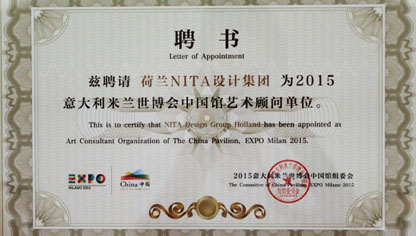 聘 书
Letter of Appointment
兹聘请 荷兰NITA设计集团 为2015
意大利米兰世博会中国馆艺术顾问单位。
This is to certify that NITA Design Group Holland has been appointed as
Art Consultant Organization of The China Pavilion, EXPO Milan 2015.
EXPO
MILANO 2015
China 中国
2015意大利米兰世博会中国馆组委会
The Committee of China Pavilion, EXPO Milano 2015